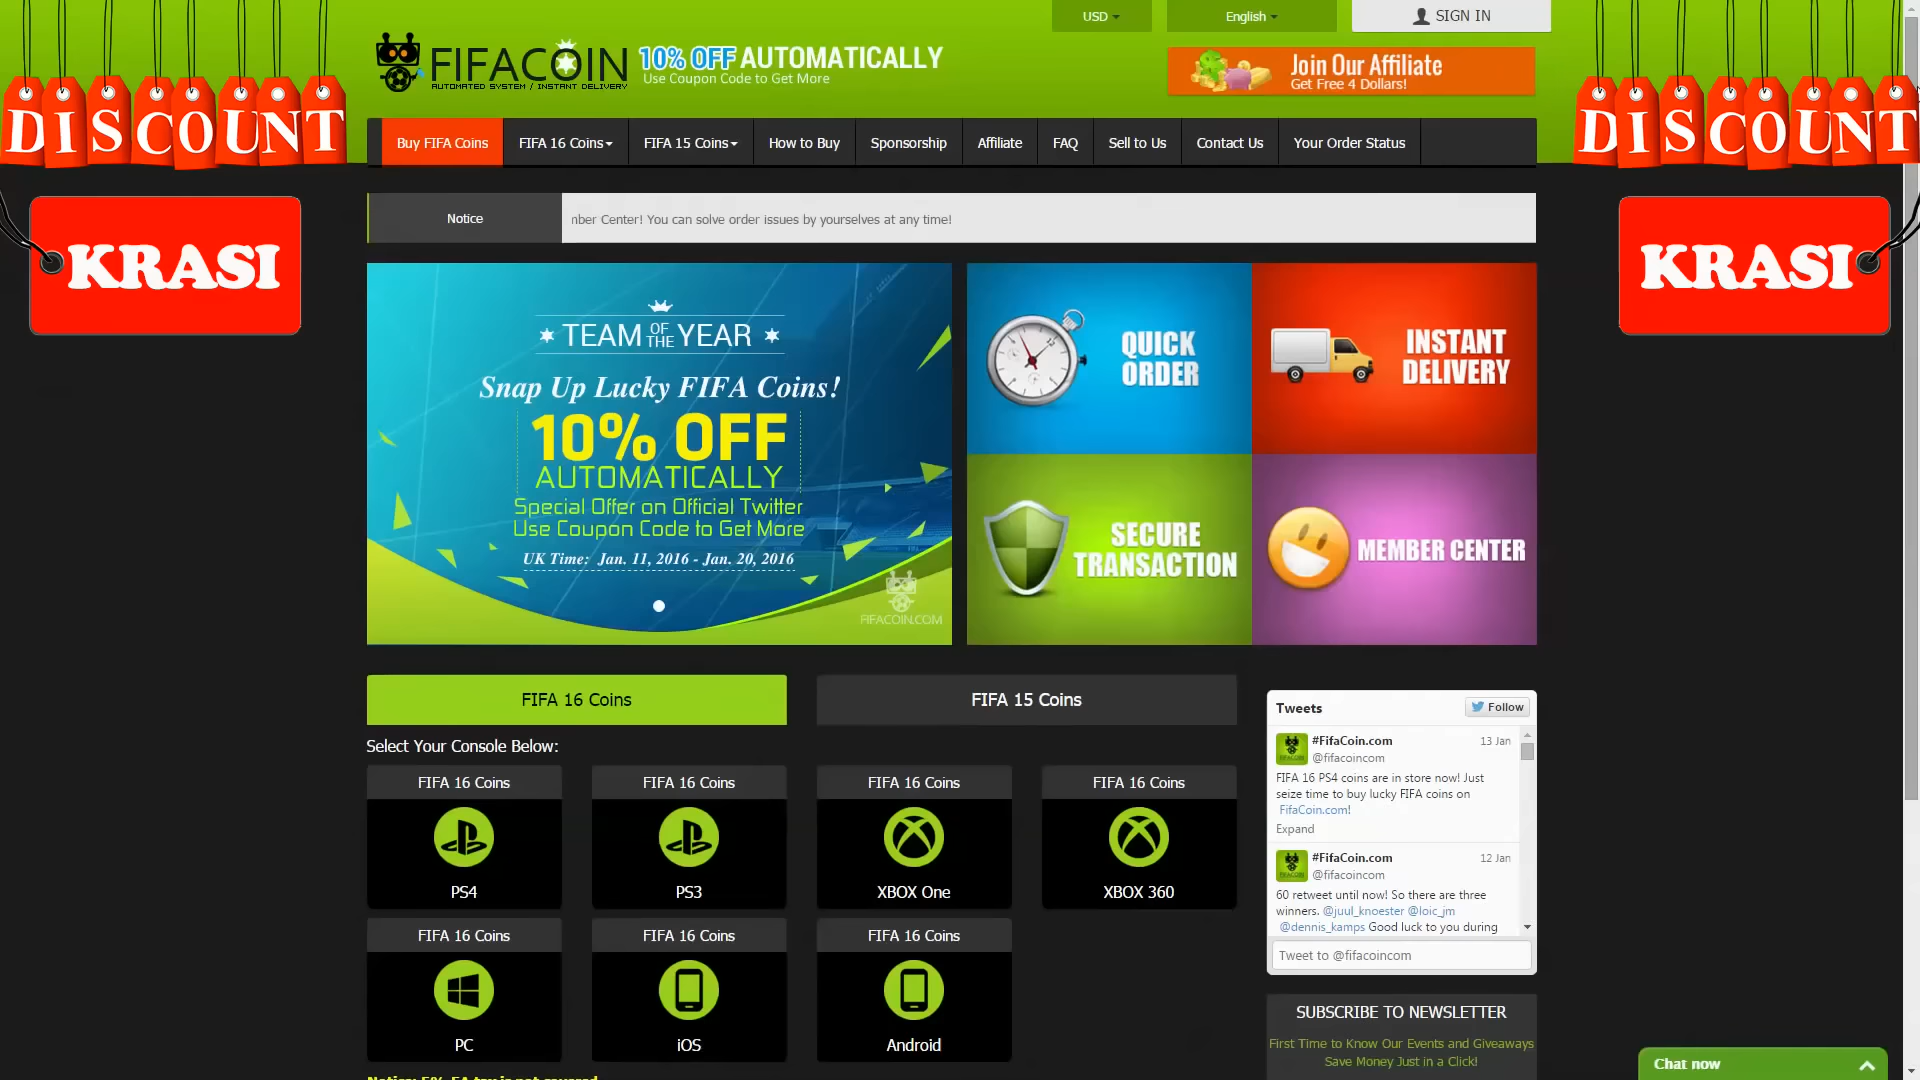 USD
English
SIGN IN
DISCOUNT
FIFACOIN
AUTOMATED SYSTEM / INSTANT DELIVERY
10% OFF AUTOMATICALLY
Use Coupon Code to Get More
Join Our Affiliate
Get Free 4 Dollars!
DISCOUNT
Buy FIFA Coins
FIFA 16 Coins
FIFA 15 Coins
How to Buy
Sponsorship
Affiliate
FAQ
Sell to Us
Contact Us
Your Order Status
KRASI
KRASI
Notice
mber Center! You can solve order issues by yourselves at any time!
TEAM OF THE YEAR
Snap Up Lucky FIFA Coins!
10% OFF
AUTOMATICALLY
Special Offer on Official Twitter
Use Coupon Code to Get More
UK Time: Jan. 11, 2016 - Jan. 20, 2016
FIFACOIN.COM
QUICK
ORDER
INSTANT
DELIVERY
SECURE
TRANSACTION
MEMBER CENTER
FIFA 16 Coins
FIFA 15 Coins
Select Your Console Below:
FIFA 16 Coins
PS4
FIFA 16 Coins
PS3
FIFA 16 Coins
XBOX One
FIFA 16 Coins
XBOX 360
FIFA 16 Coins
PC
FIFA 16 Coins
iOS
FIFA 16 Coins
Android
Tweets
Follow
#FifaCoin.com
13 Jan
@fifacoincom
FIFA 16 PS4 coins are in store now! Just
seize time to buy lucky FIFA coins on
FifaCoin.com!
Expand
#FifaCoin.com
12 Jan
@fifacoincom
60 retweet until now! So there are three
winners. @juul_knoester @loic_jm
@dennis_kamps Good luck to you during
Tweet to @fifacoincom
SUBSCRIBE TO NEWSLETTER
First Time to Know Our Events and Giveaways
Save Money Just in a Click!
Chat now
Notice: 5% EA tax is not covered